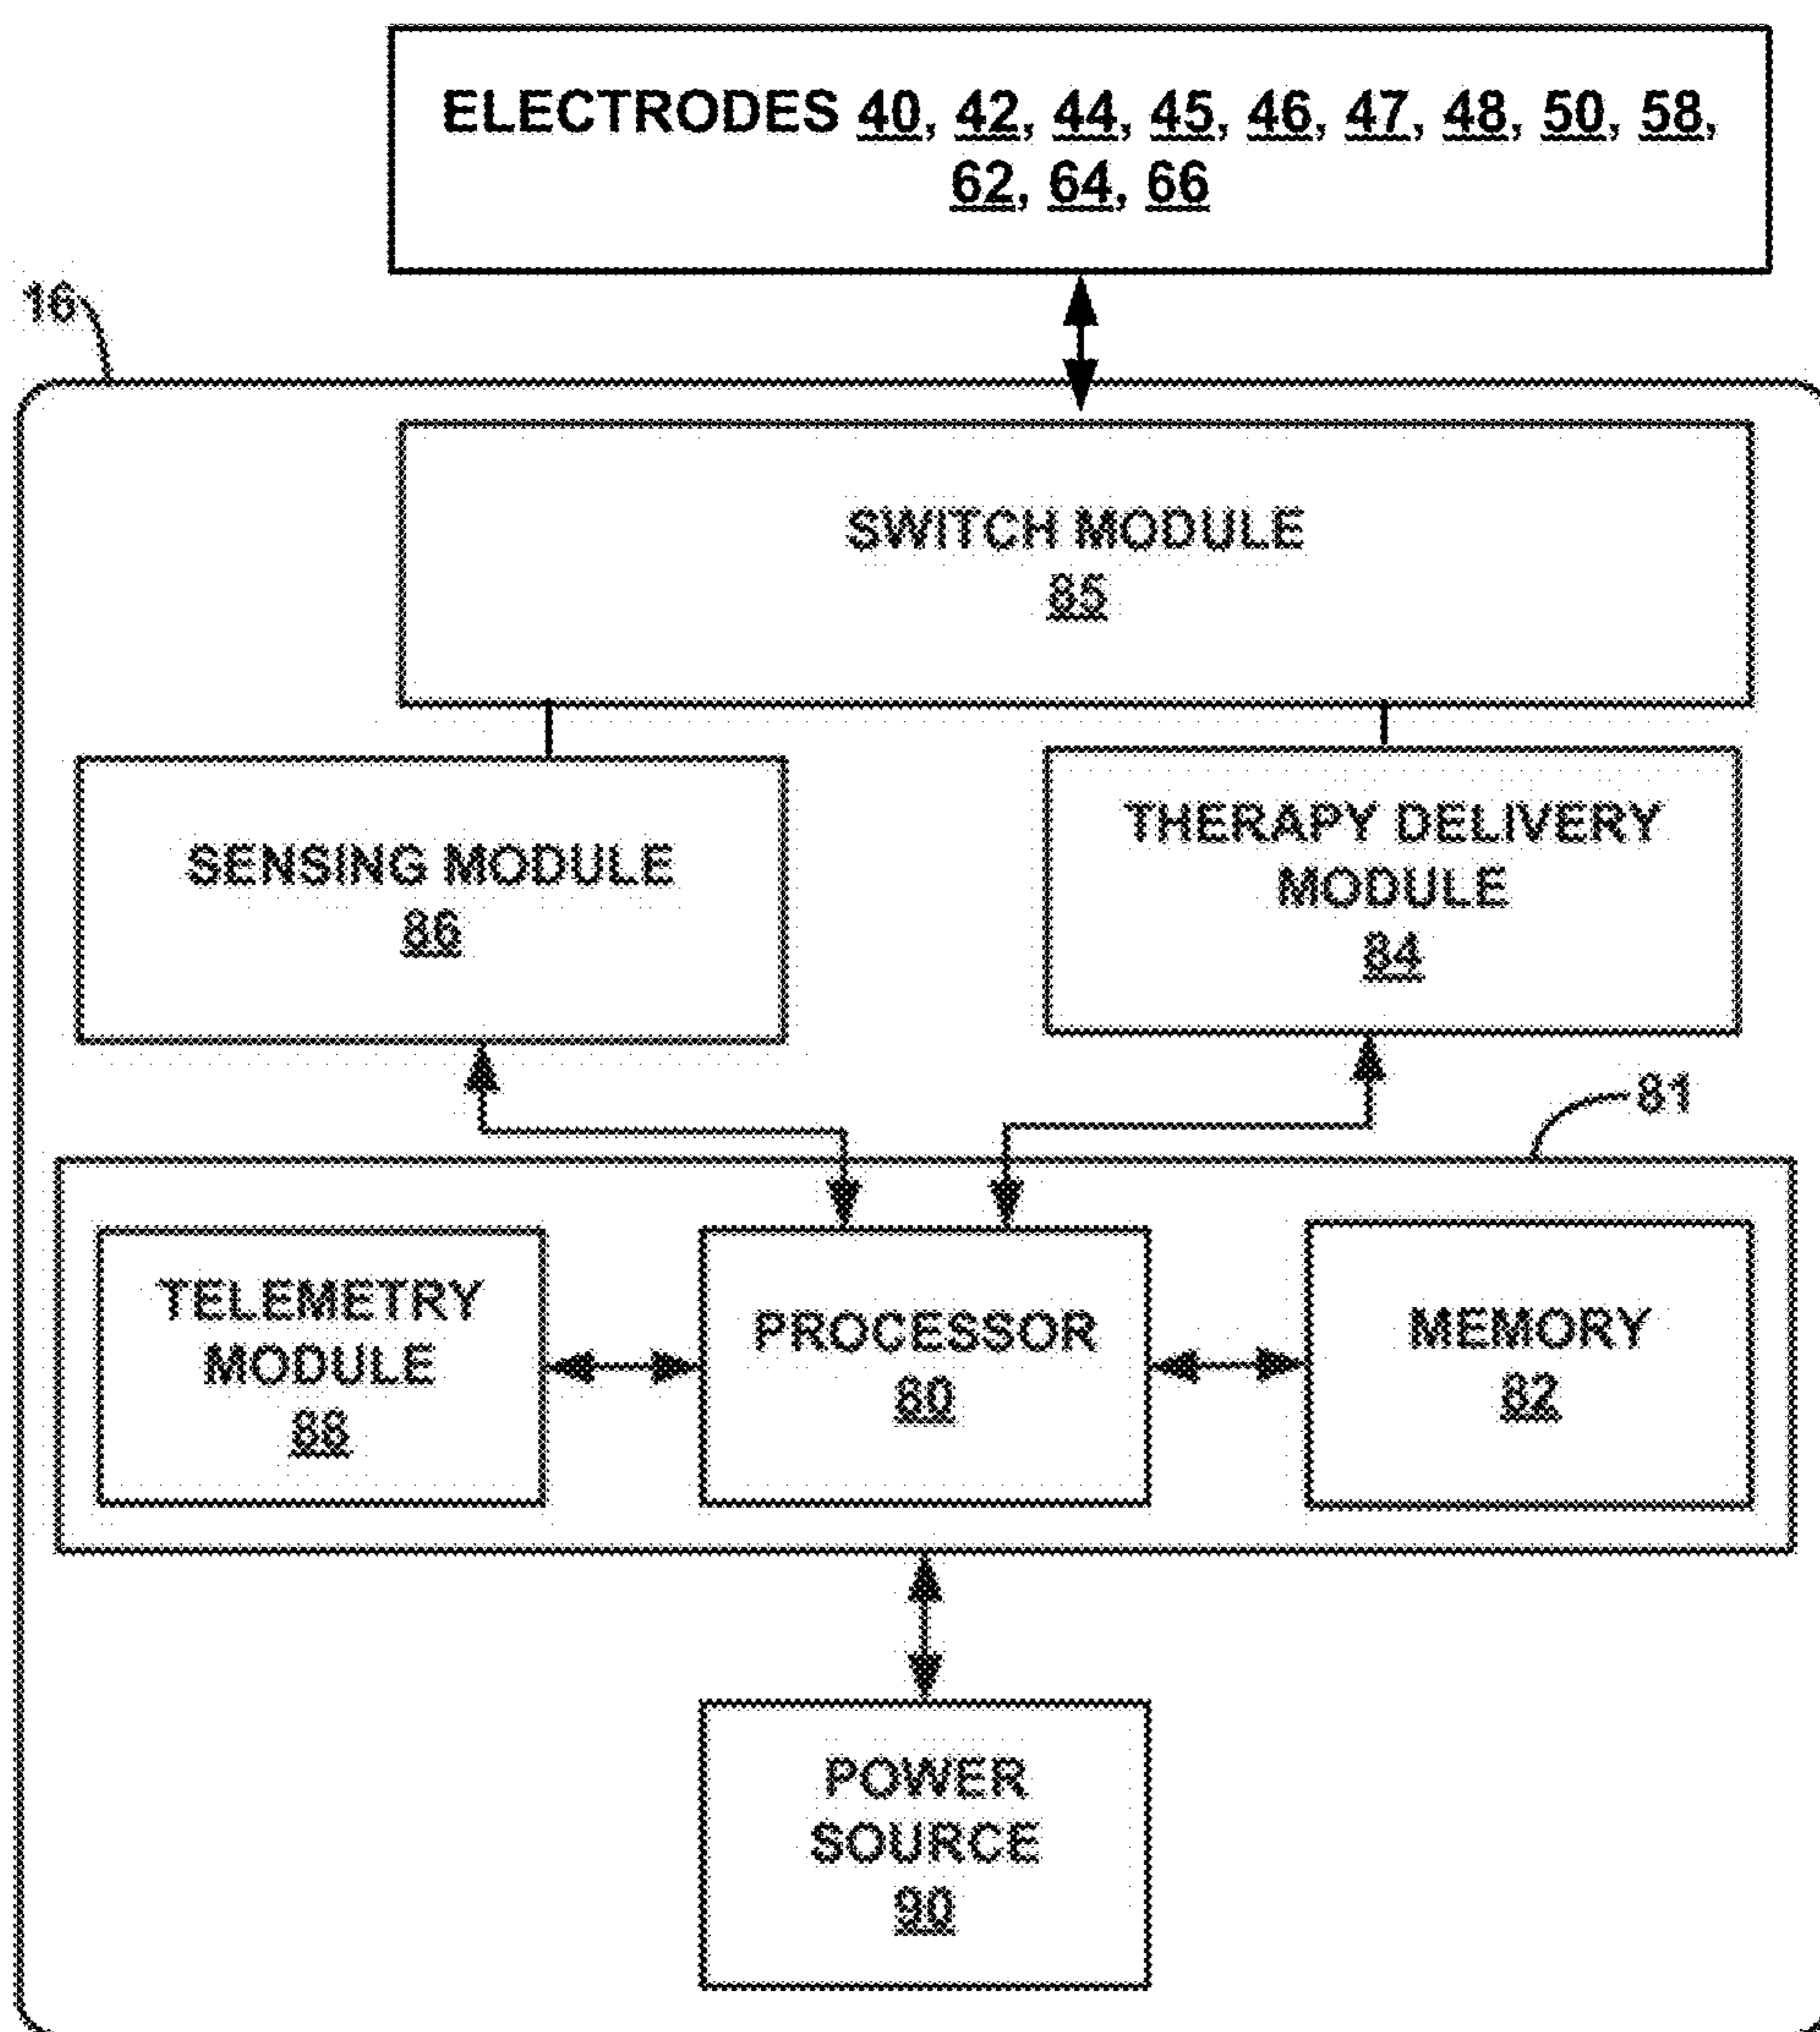 ELECTRODES 40, 42, 44, 45, 46, 47, 48, 50, 58,
62, 64, 66
16
SWITCH MODULE
85
SENSING MODULE
86
THERAPY DELIVERY
MODULE
84
81
TELEMETRY
MODULE
88
PROCESSOR
80
MEMORY
82
POWER
SOURCE
90